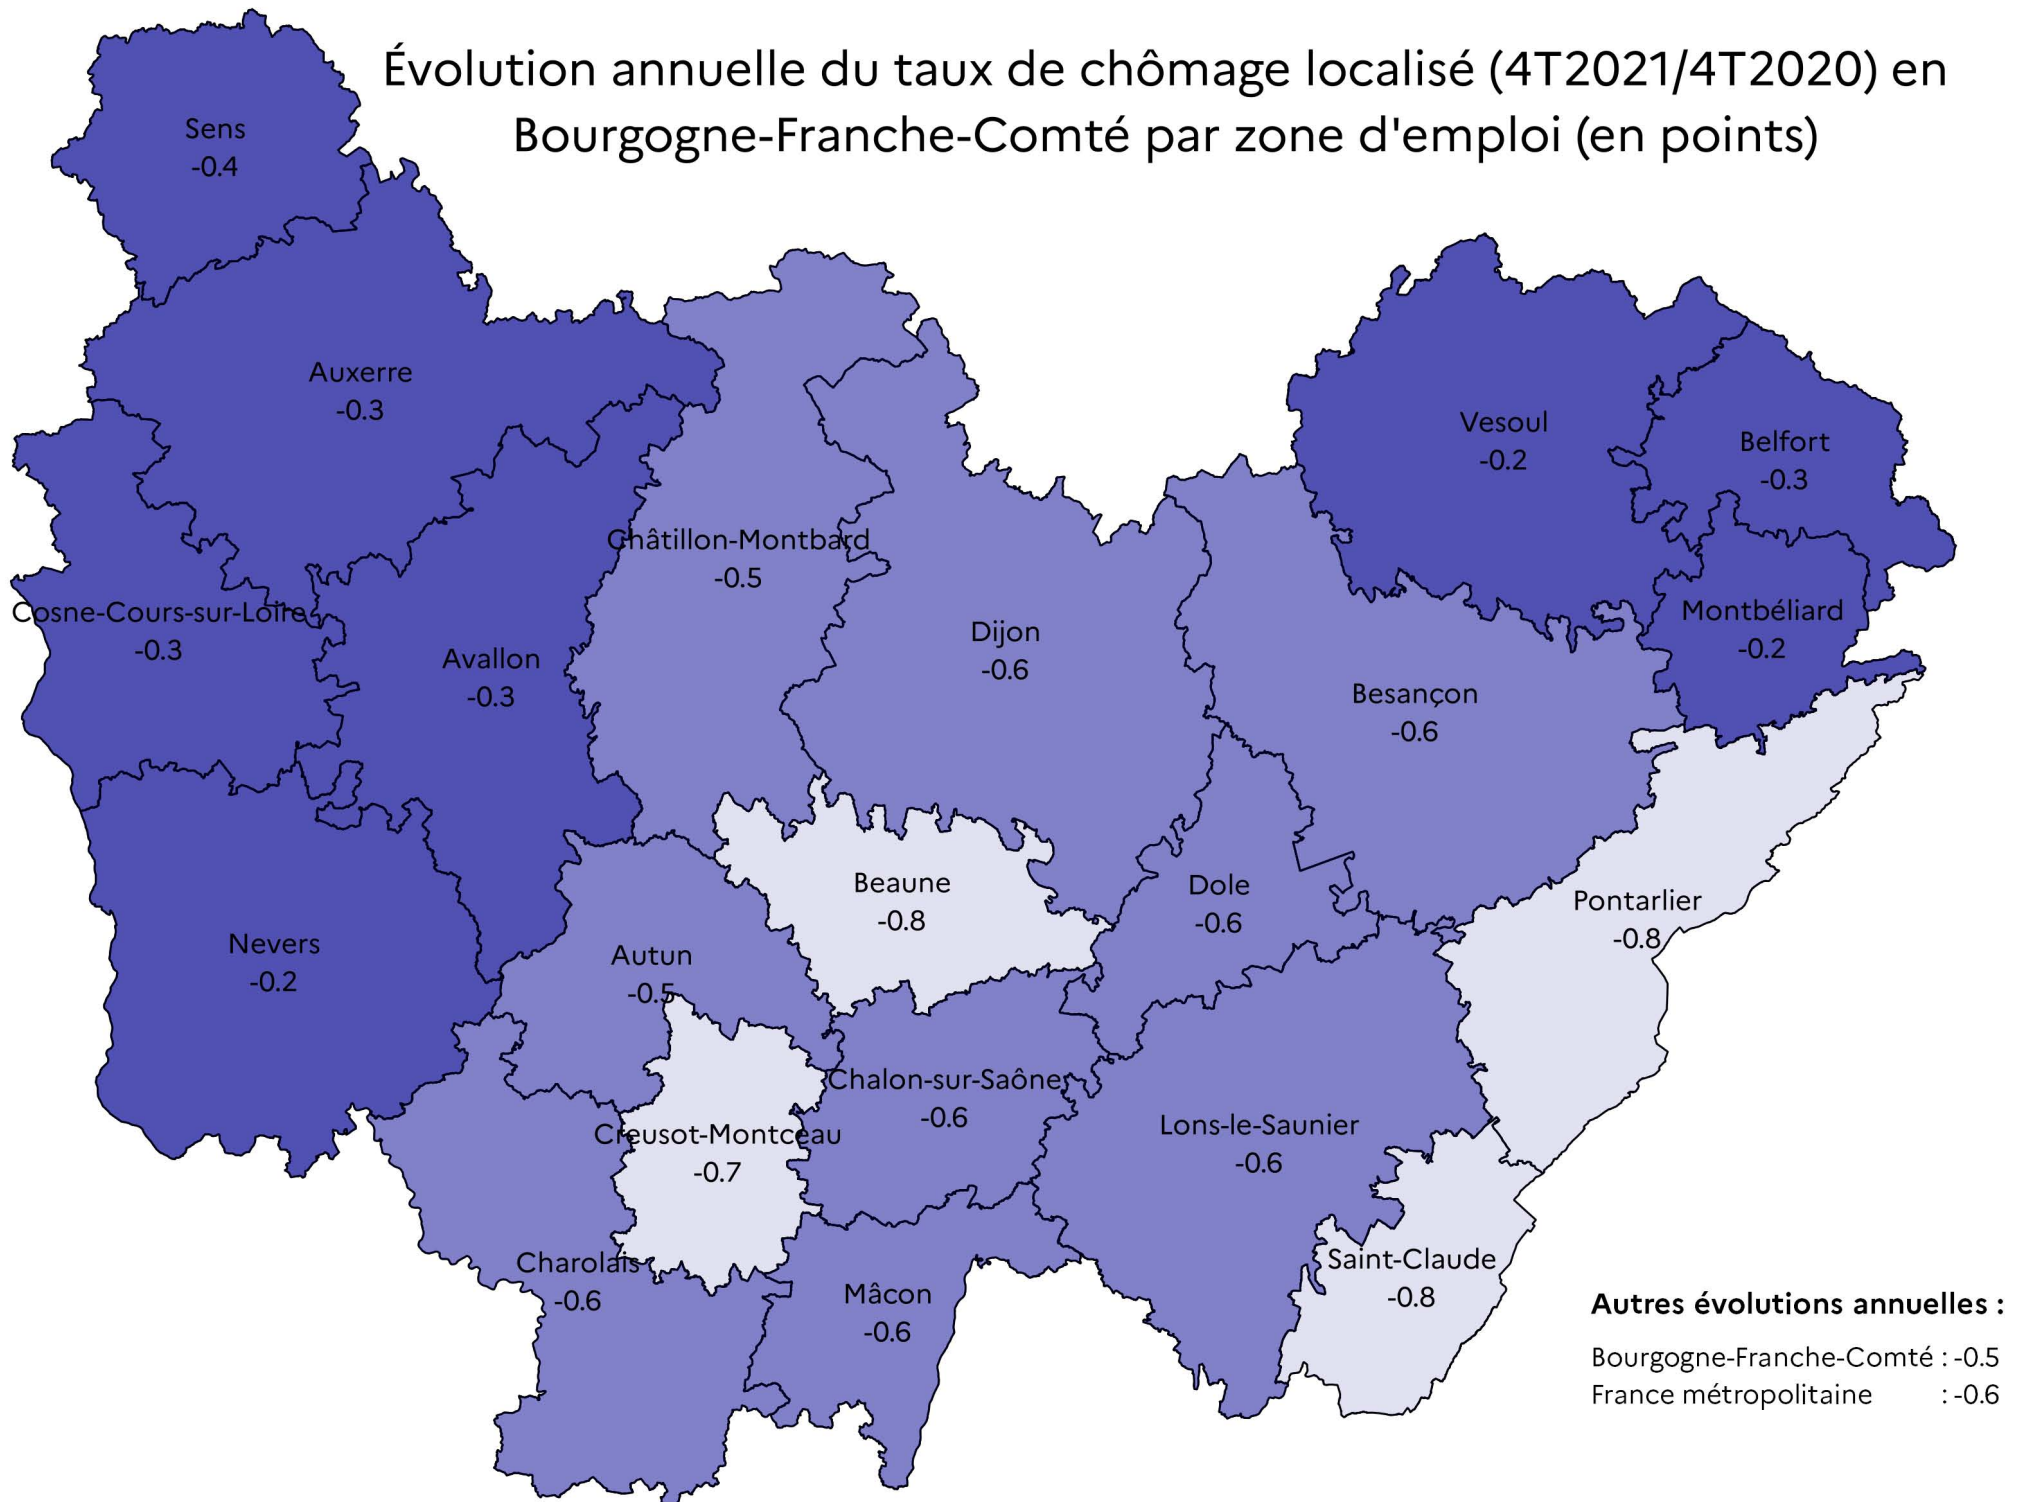 Évolution annuelle du taux de chômage localisé (4T2021/4T2020) en
Bourgogne-Franche-Comté par zone d'emploi (en points)
Sens
-0.4
Auxerre
-0.3
Vesoul
-0.2
Belfort
-0.3
Châtillon-Montbard
-0.5
Cosne-Cours-sur-Loire
-0.3
Montbéliard
-0.2
Dijon
-0.6
Avallon
-0.3
Besançon
-0.6
Beaune
-0.8
Dole
-0.6
Pontarlier
-0.8
Nevers
-0.2
Autun
-0.5
Chalon-sur-Saône
-0.6
Creusot-Montceau
-0.7
Lons-le-Saunier
-0.6
Charolais
-0.6
Saint-Claude
-0.8
Mâcon
-0.6
Autres évolutions annuelles :
Bourgogne-Franche-Comté : -0.5
France métropolitaine : -0.6